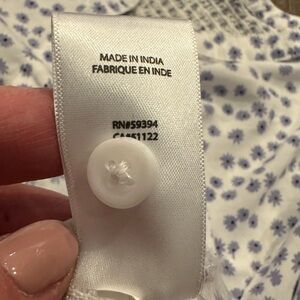 MADE IN INDIA
FABRIQUE EN INDE
RN#59394
CA#51122